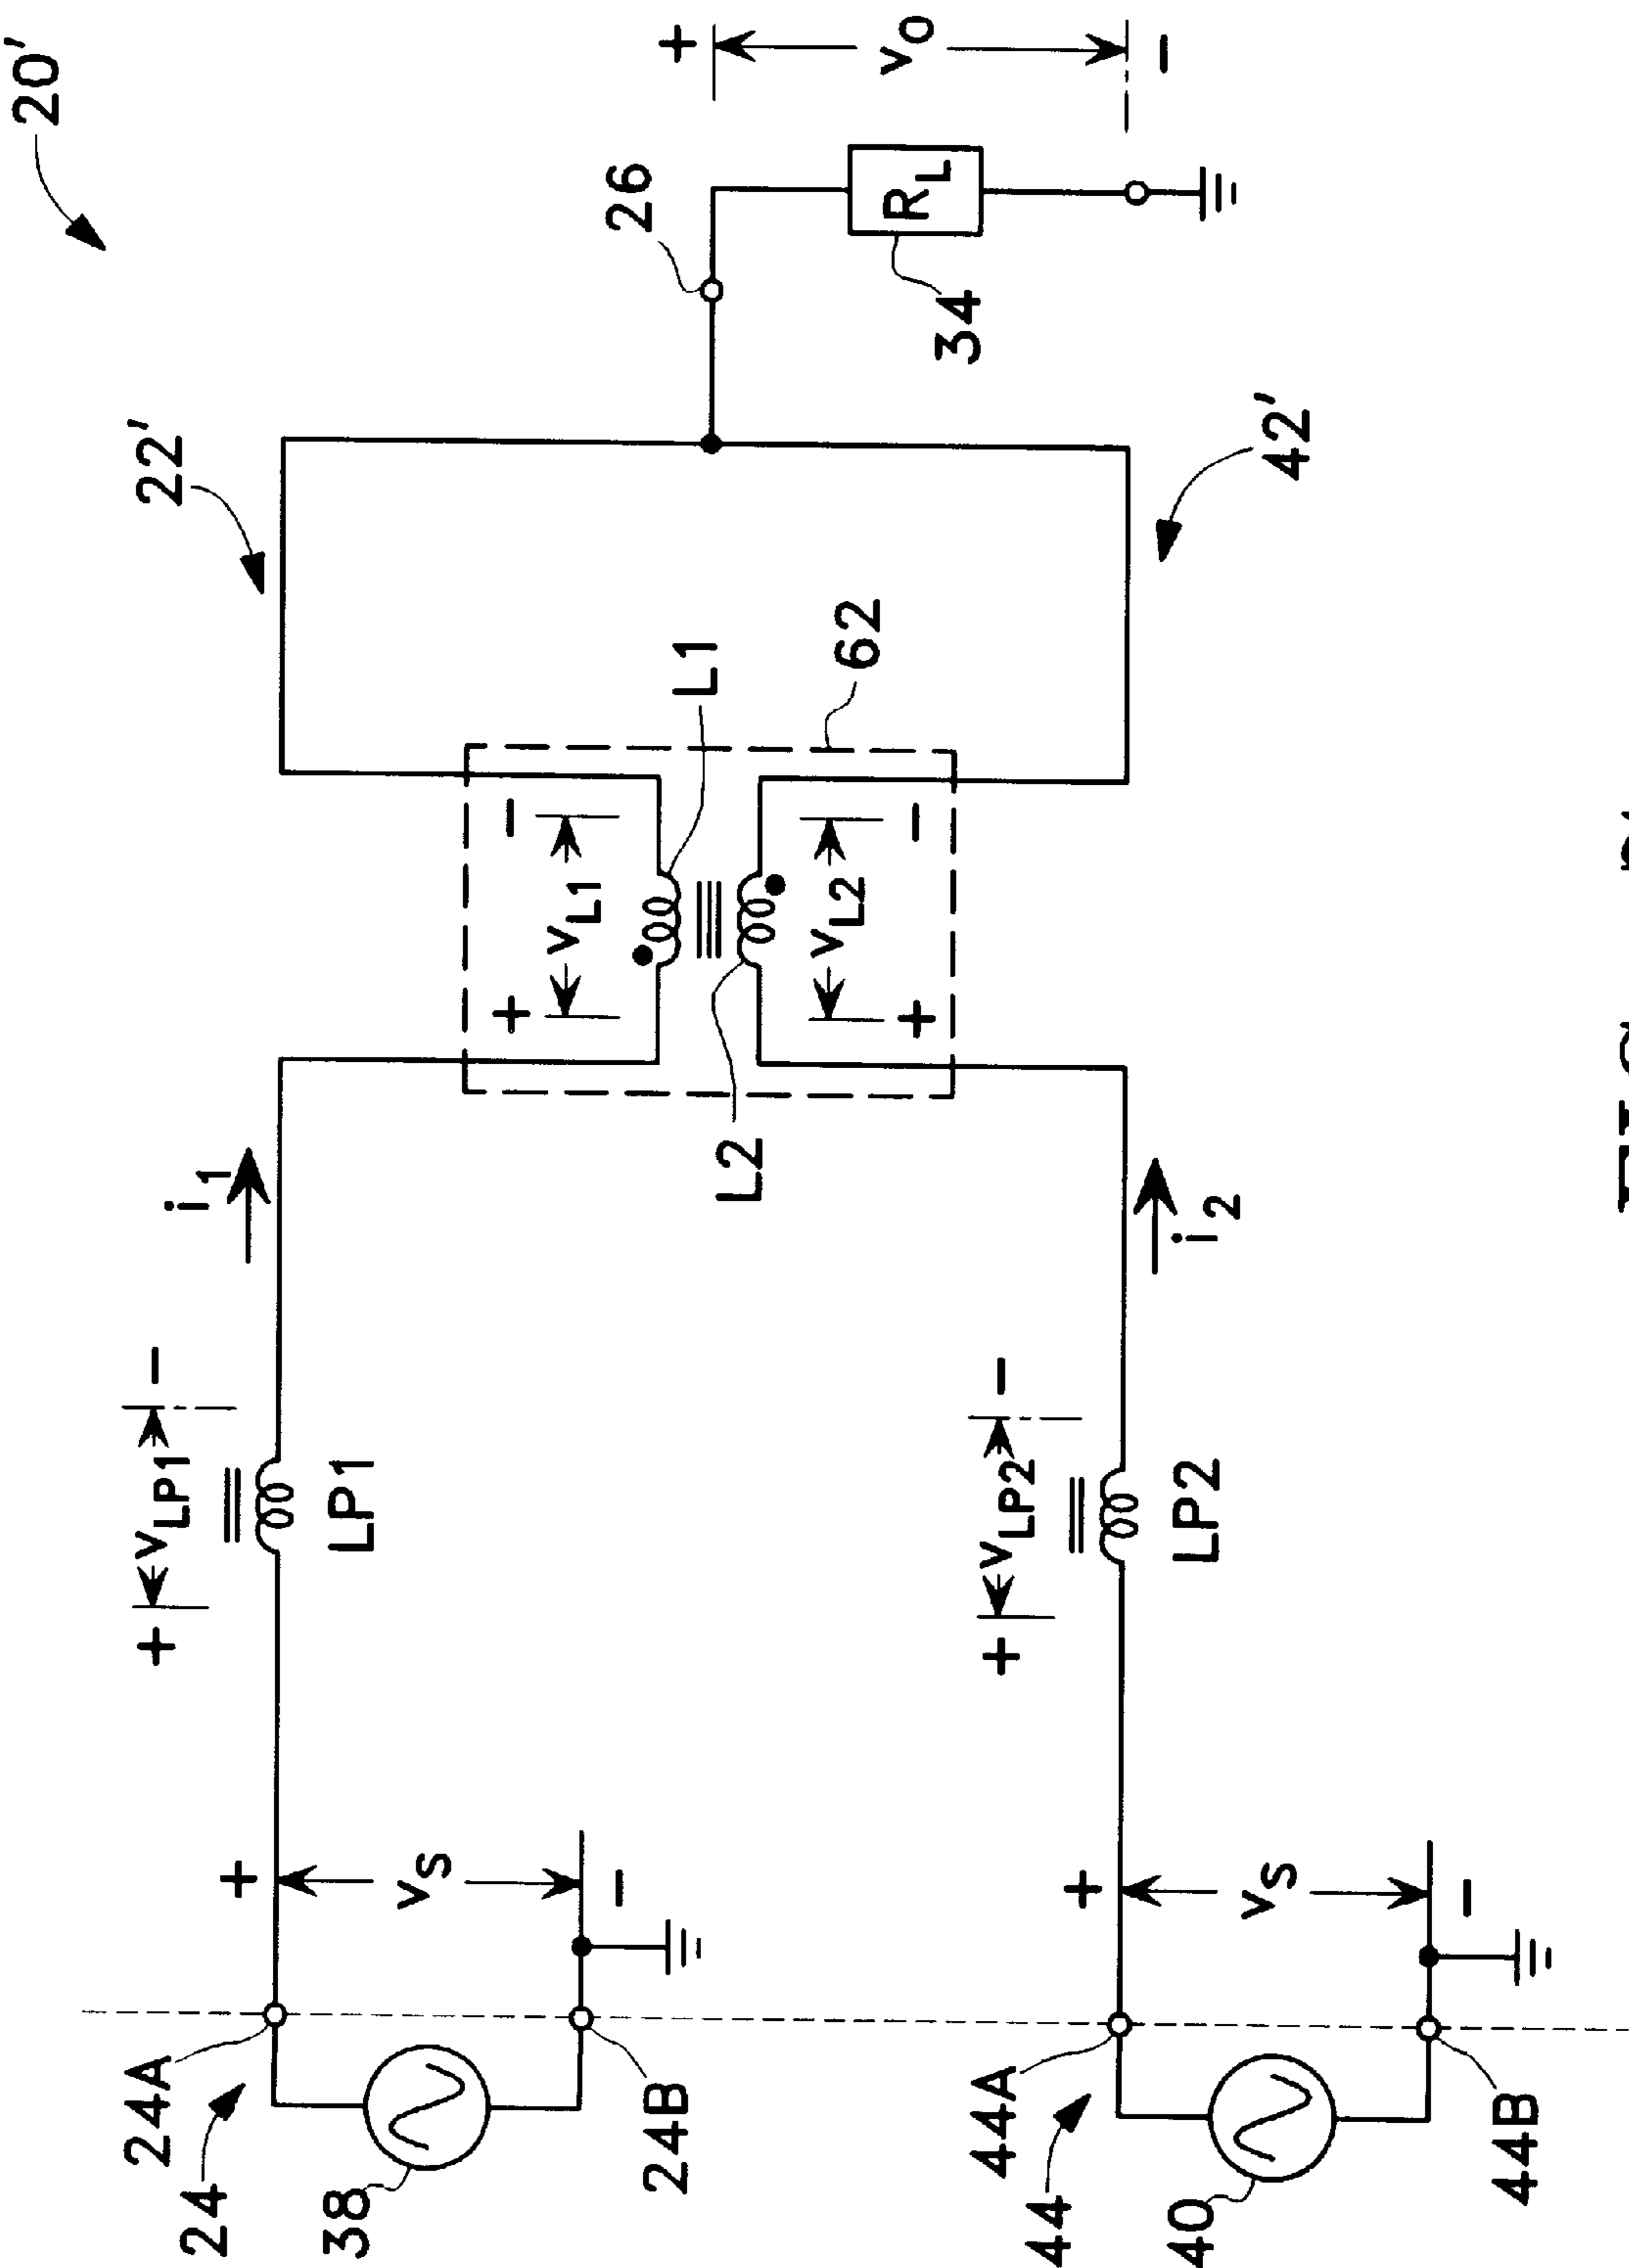 20'
22'
42'
24A
24
38
24B
+
vS
-
+
vLP1
-
LP1
i1
+
vL1
-
L1
L2
+
vL2
-
62
26
34
RL
+
vO
-
44A
44
40
44B
+
vS
-
+
vLP2
-
LP2
i2